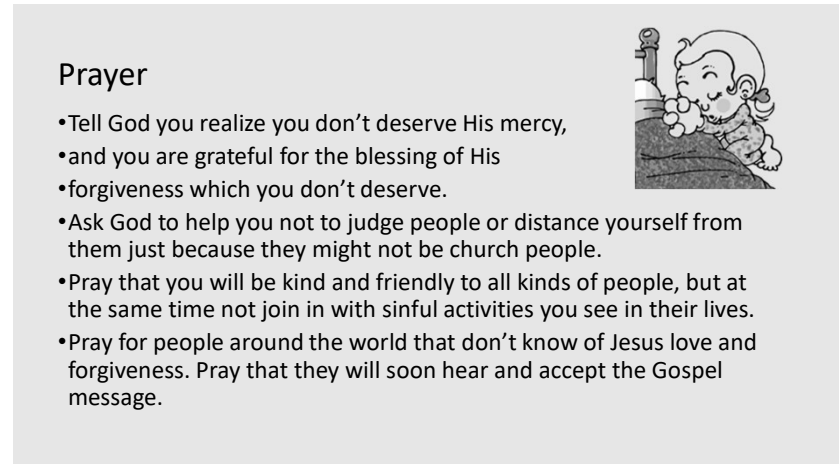 Prayer
•Tell God you realize you don’t deserve His mercy,
•and you are grateful for the blessing of His
•forgiveness which you don’t deserve.
•Ask God to help you not to judge people or distance yourself from
them just because they might not be church people.
•Pray that you will be kind and friendly to all kinds of people, but at
the same time not join in with sinful activities you see in their lives.
•Pray for people around the world that don’t know of Jesus love and
forgiveness. Pray that they will soon hear and accept the Gospel
message.